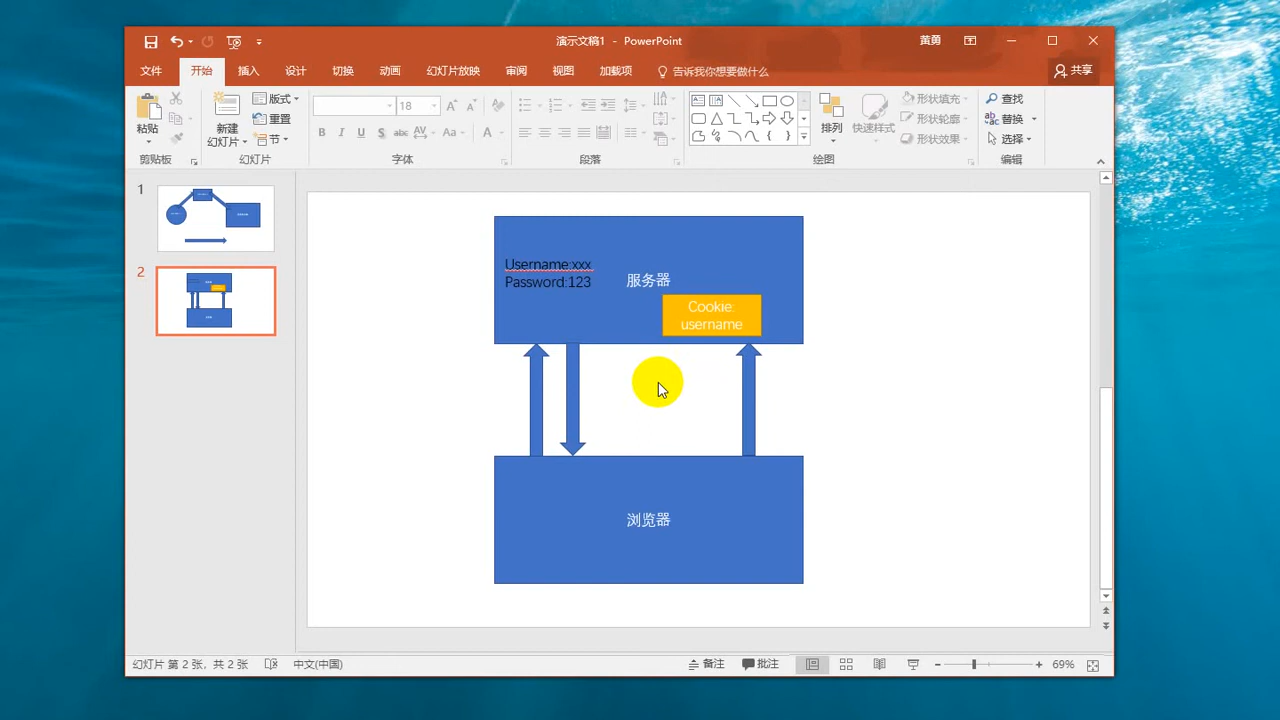 演示文稿1 - PowerPoint
黄勇
文件 开始 插入 设计 切换 动画 幻灯片放映 审阅 视图 加载项 告诉我你想要做什么 共享
粘贴
新建
幻灯片
版式
重置
节
18
B I U S abc AV Aa A
排列
快速样式
形状填充
形状轮廓
形状效果
查找
替换
选择
剪贴板 幻灯片 字体 段落 绘图 编辑
1
2
Username:xxx
Password:123
服务器
Cookie:
username
浏览器
幻灯片 第 2 张，共 2 张 中文(中国) 备注 批注 69%